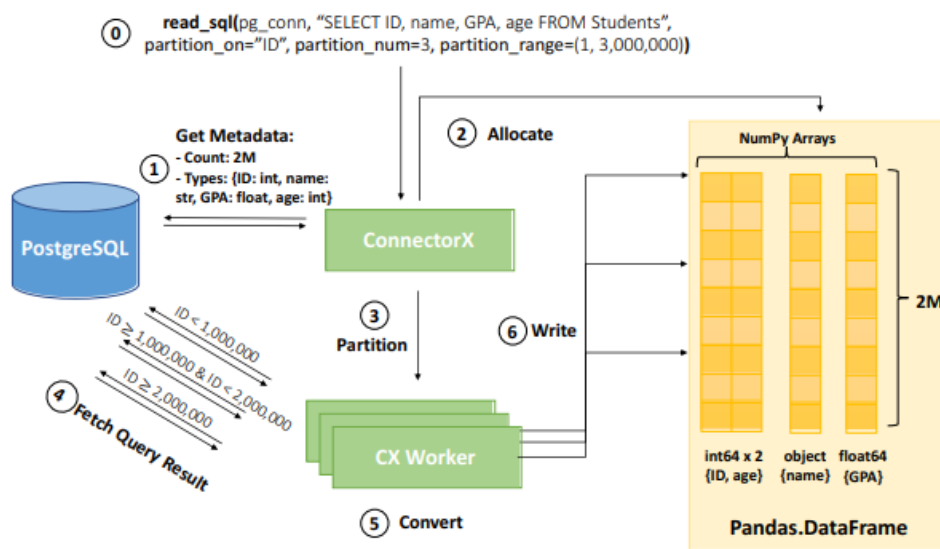 0
read_sql(pg_conn, “SELECT ID, name, GPA, age FROM Students”,
partition_on=”ID”, partition_num=3, partition_range=(1, 3,000,000))
Get Metadata:
1
- Count: 2M
- Types: {ID: int, name:
str, GPA: float, age: int}
2 Allocate
NumPy Arrays
PostgreSQL
ConnectorX
3
Partition
6 Write
2M
ID < 1,000,000
ID ≥ 1,000,000 & ID < 2,000,000
ID ≥ 2,000,000
4 Fetch Query Result
CX Worker
5 Convert
int64 x 2
{ID, age}
object
{name}
float64
{GPA}
Pandas.DataFrame